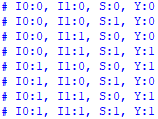 # I0:0, I1:0, S:0, Y:0
# I0:0, I1:0, S:1, Y:0
# I0:0, I1:1, S:0, Y:0
# I0:0, I1:1, S:1, Y:1
# I0:1, I1:0, S:0, Y:1
# I0:1, I1:0, S:1, Y:0
# I0:1, I1:1, S:0, Y:1
# I0:1, I1:1, S:1, Y:1